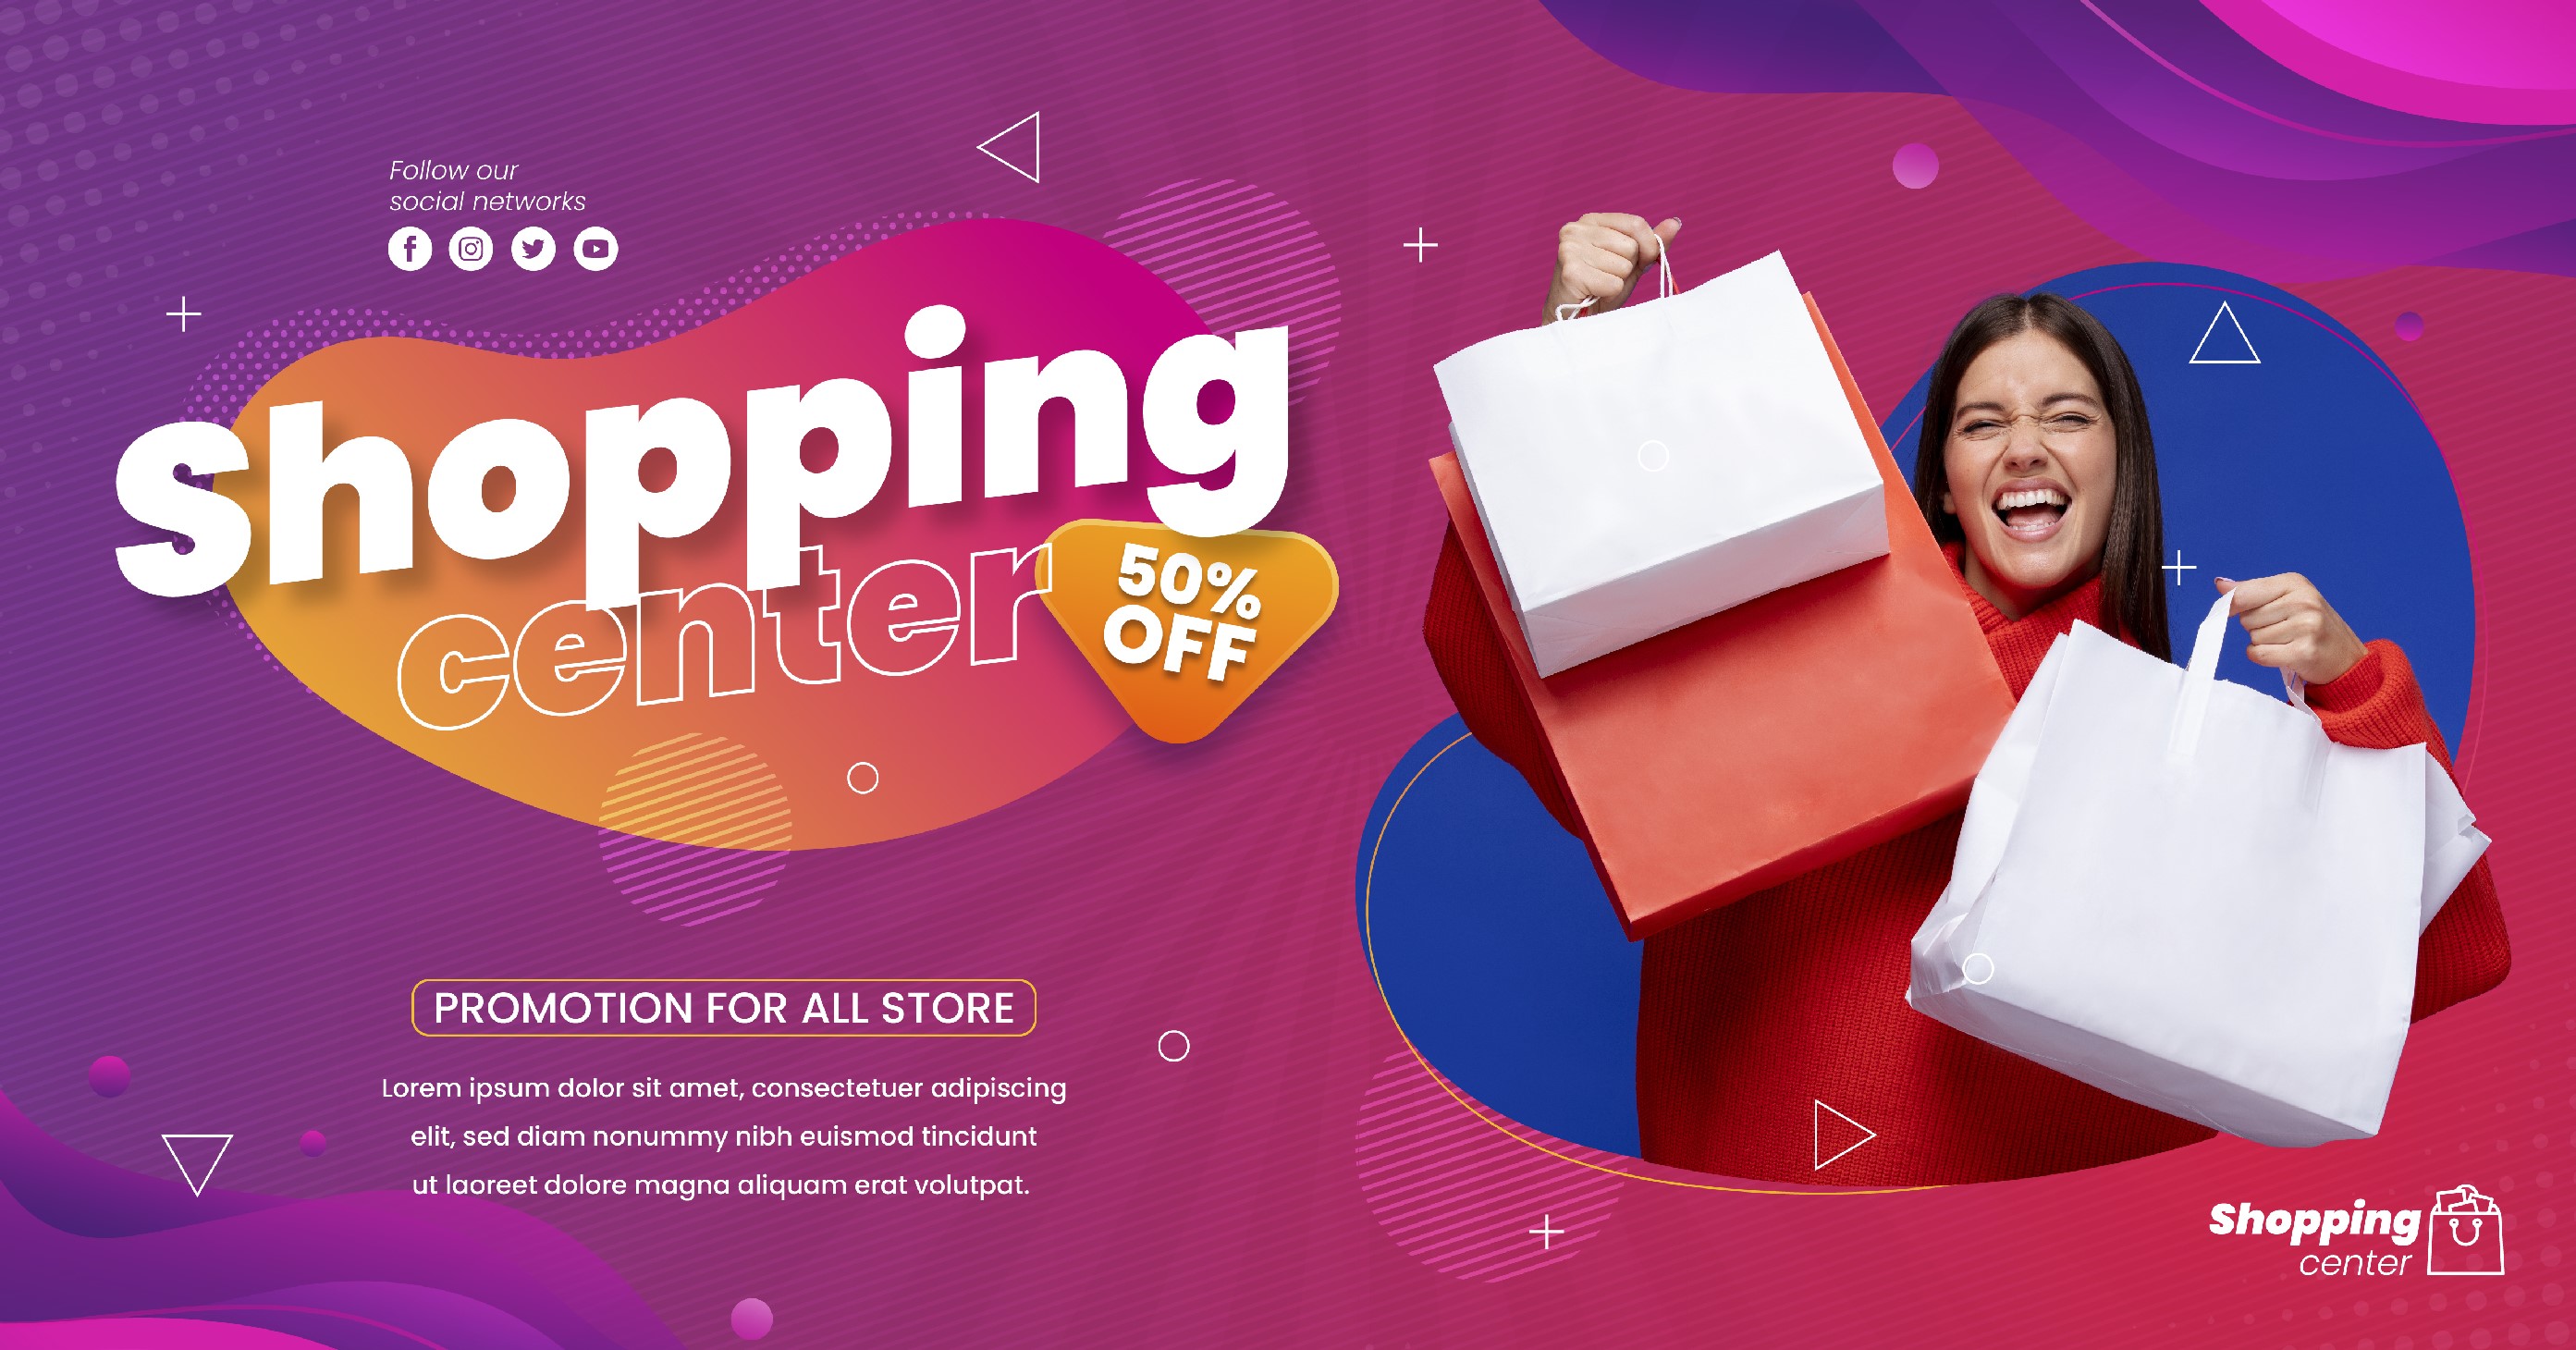 Follow our
social networks
Shopping
center
50%
OFF
PROMOTION FOR ALL STORE
Lorem ipsum dolor sit amet, consectetuer adipiscing
elit, sed diam nonummy nibh euismod tincidunt
ut laoreet dolore magna aliquam erat volutpat.
Shopping
center